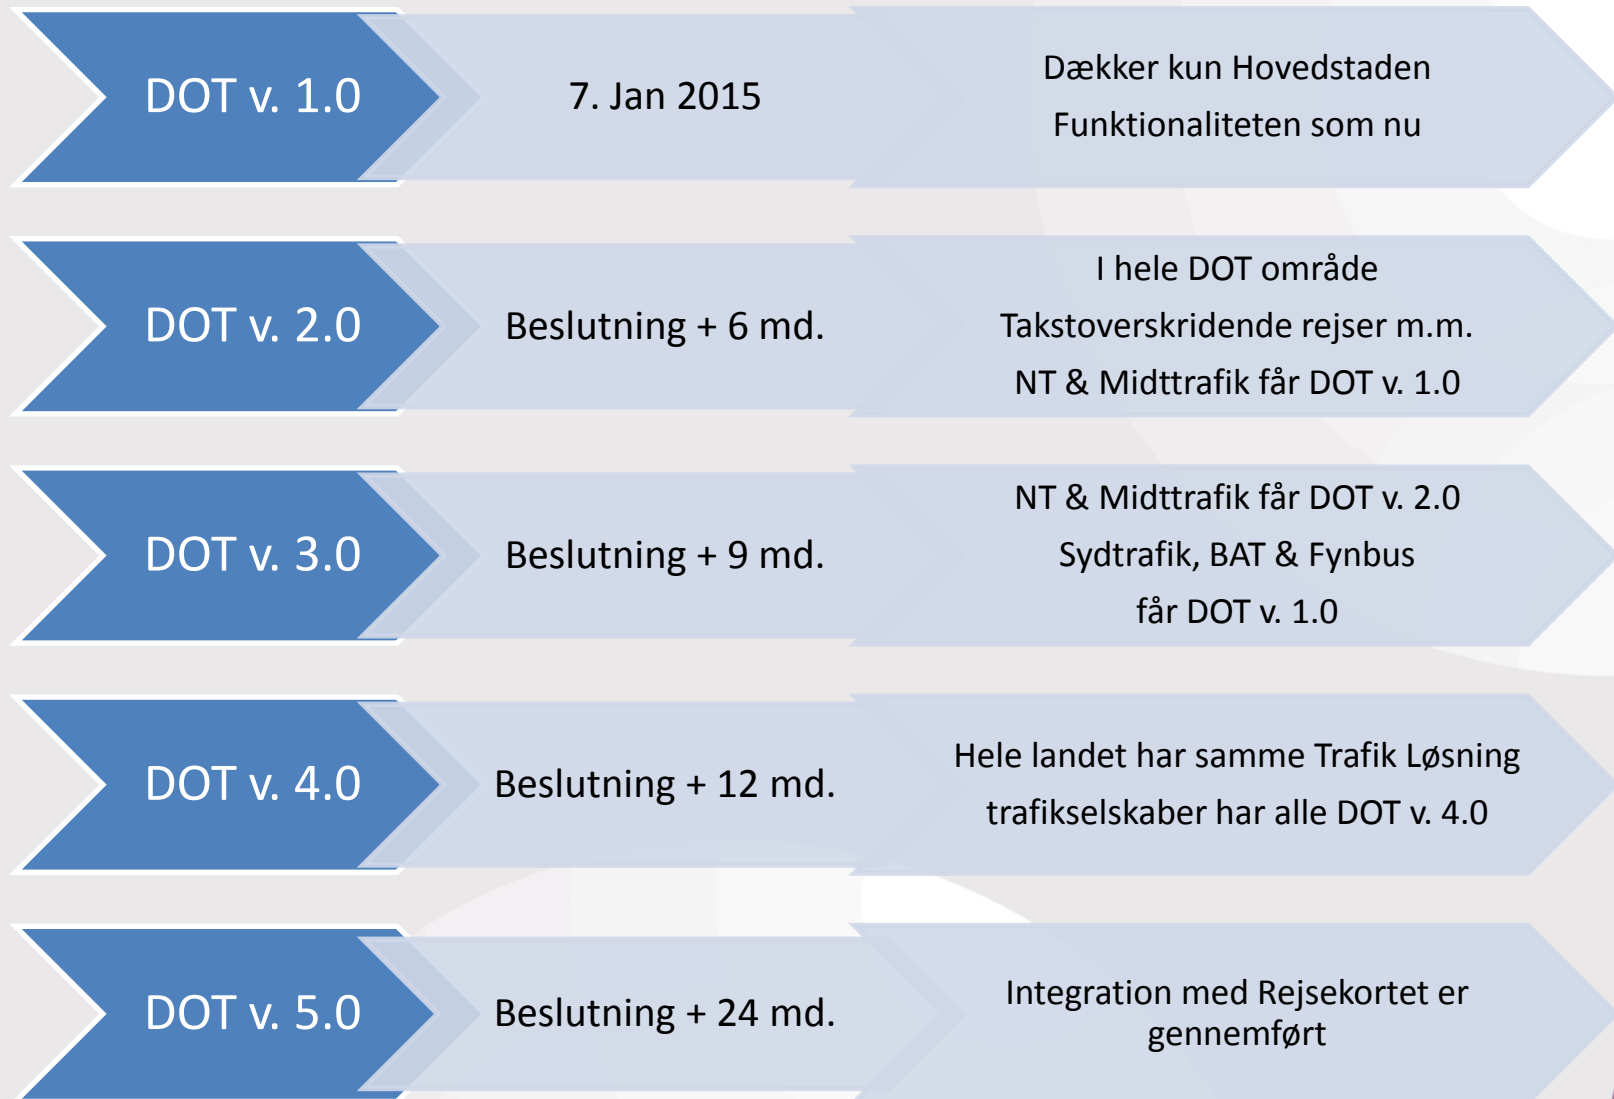 DOT v. 1.0
7. Jan 2015
Dækker kun Hovedstaden
Funktionaliteten som nu
DOT v. 2.0
Beslutning + 6 md.
I hele DOT område
Takstoverskridende rejser m.m.
NT & Midttrafik får DOT v. 1.0
DOT v. 3.0
Beslutning + 9 md.
NT & Midttrafik får DOT v. 2.0
Sydtrafik, BAT & Fynbus
får DOT v. 1.0
DOT v. 4.0
Beslutning + 12 md.
Hele landet har samme Trafik Løsning
trafikselskaber har alle DOT v. 4.0
DOT v. 5.0
Beslutning + 24 md.
Integration med Rejsekortet er
gennemført